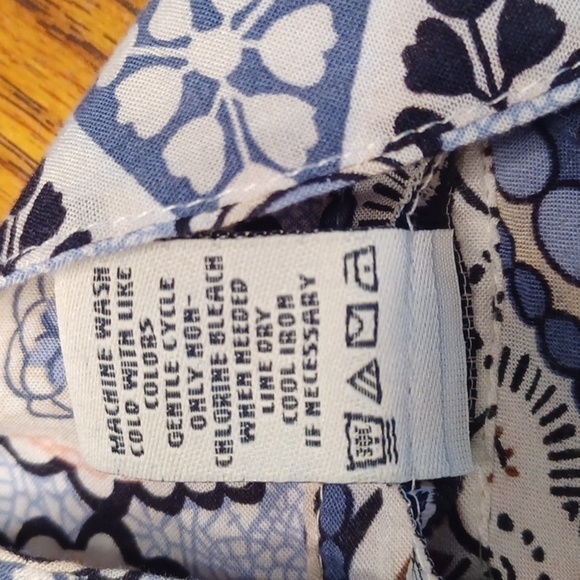 MACHINE WASH
COLD WITH LIKE
COLORS
GENTLE CYCLE
ONLY NON-
CHLORINE BLEACH
WHEN NEEDED
LINE DRY
COOL IRON
IF NECESSARY